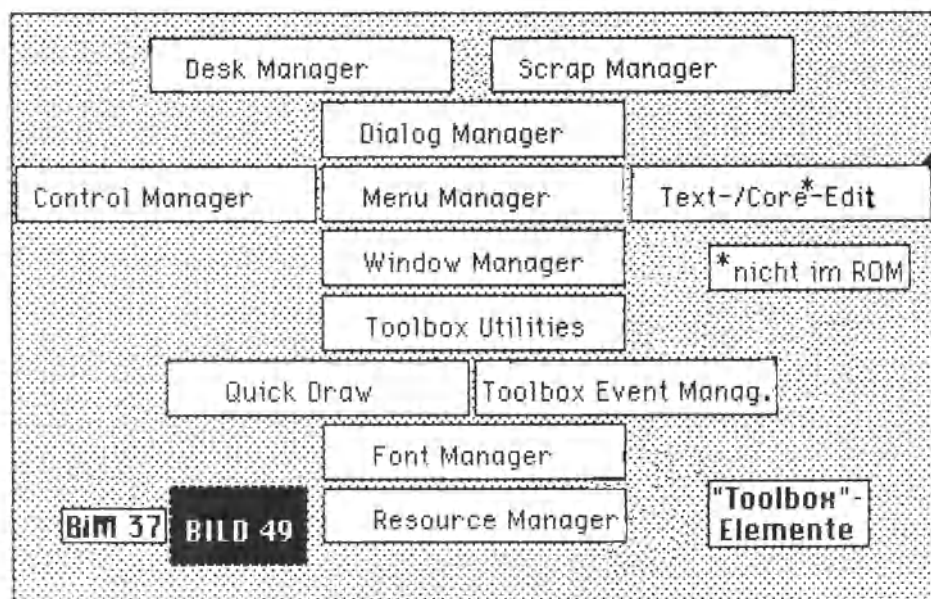 Desk Manager
Scrap Manager
Dialog Manager
Control Manager
Menu Manager
Text-/Core*-Edit
Window Manager
*nicht im ROM
Toolbox Utilities
Quick Draw
Toolbox Event Manag.
Font Manager
Resource Manager
BiM 37
BILD 49
"Toolbox"-
Elemente